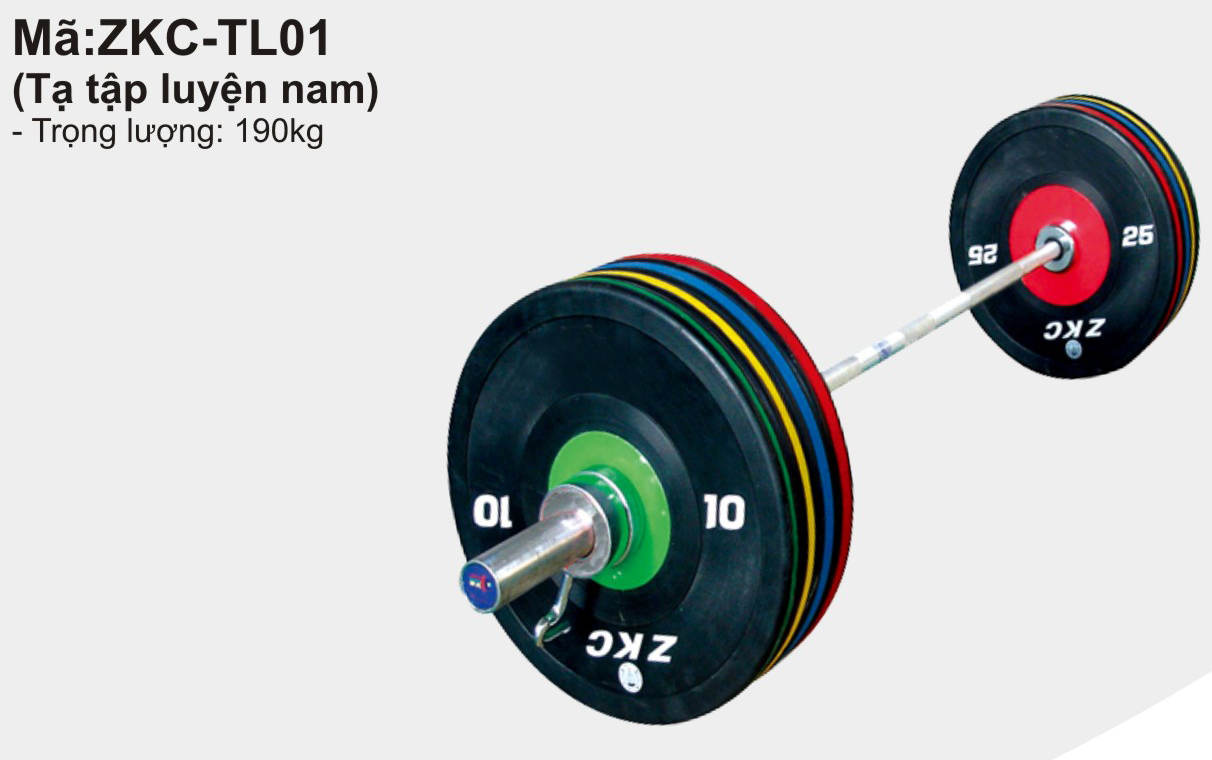 Mã:ZKC-TL01
(Tạ tập luyện nam)
- Trọng lượng: 190kg
25
25
ZKC
10
10
ZKC